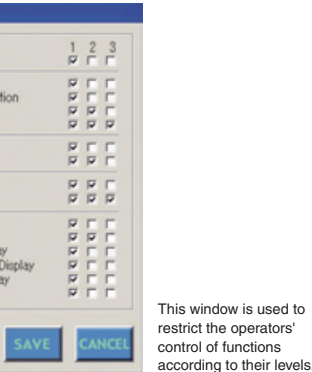 1 2 3
tion
y
Display
ay
SAVE CANCEL
This window is used to
restrict the operators'
control of functions
according to their levels